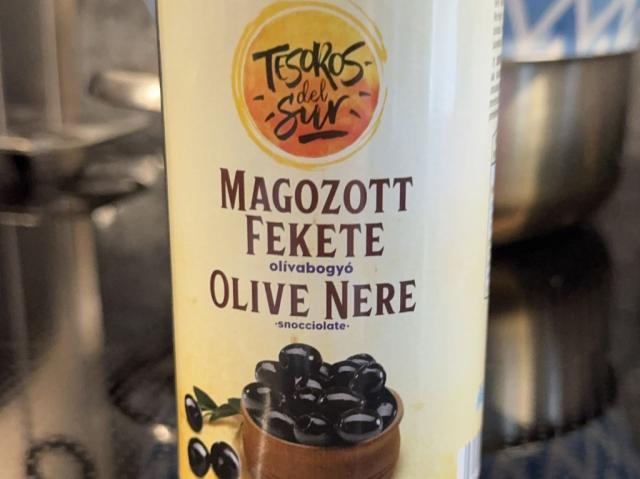 TESOROS
del
Sur
MAGOZOTT
FEKETE
olívabogyó
OLIVE NERE
·snocciolate·